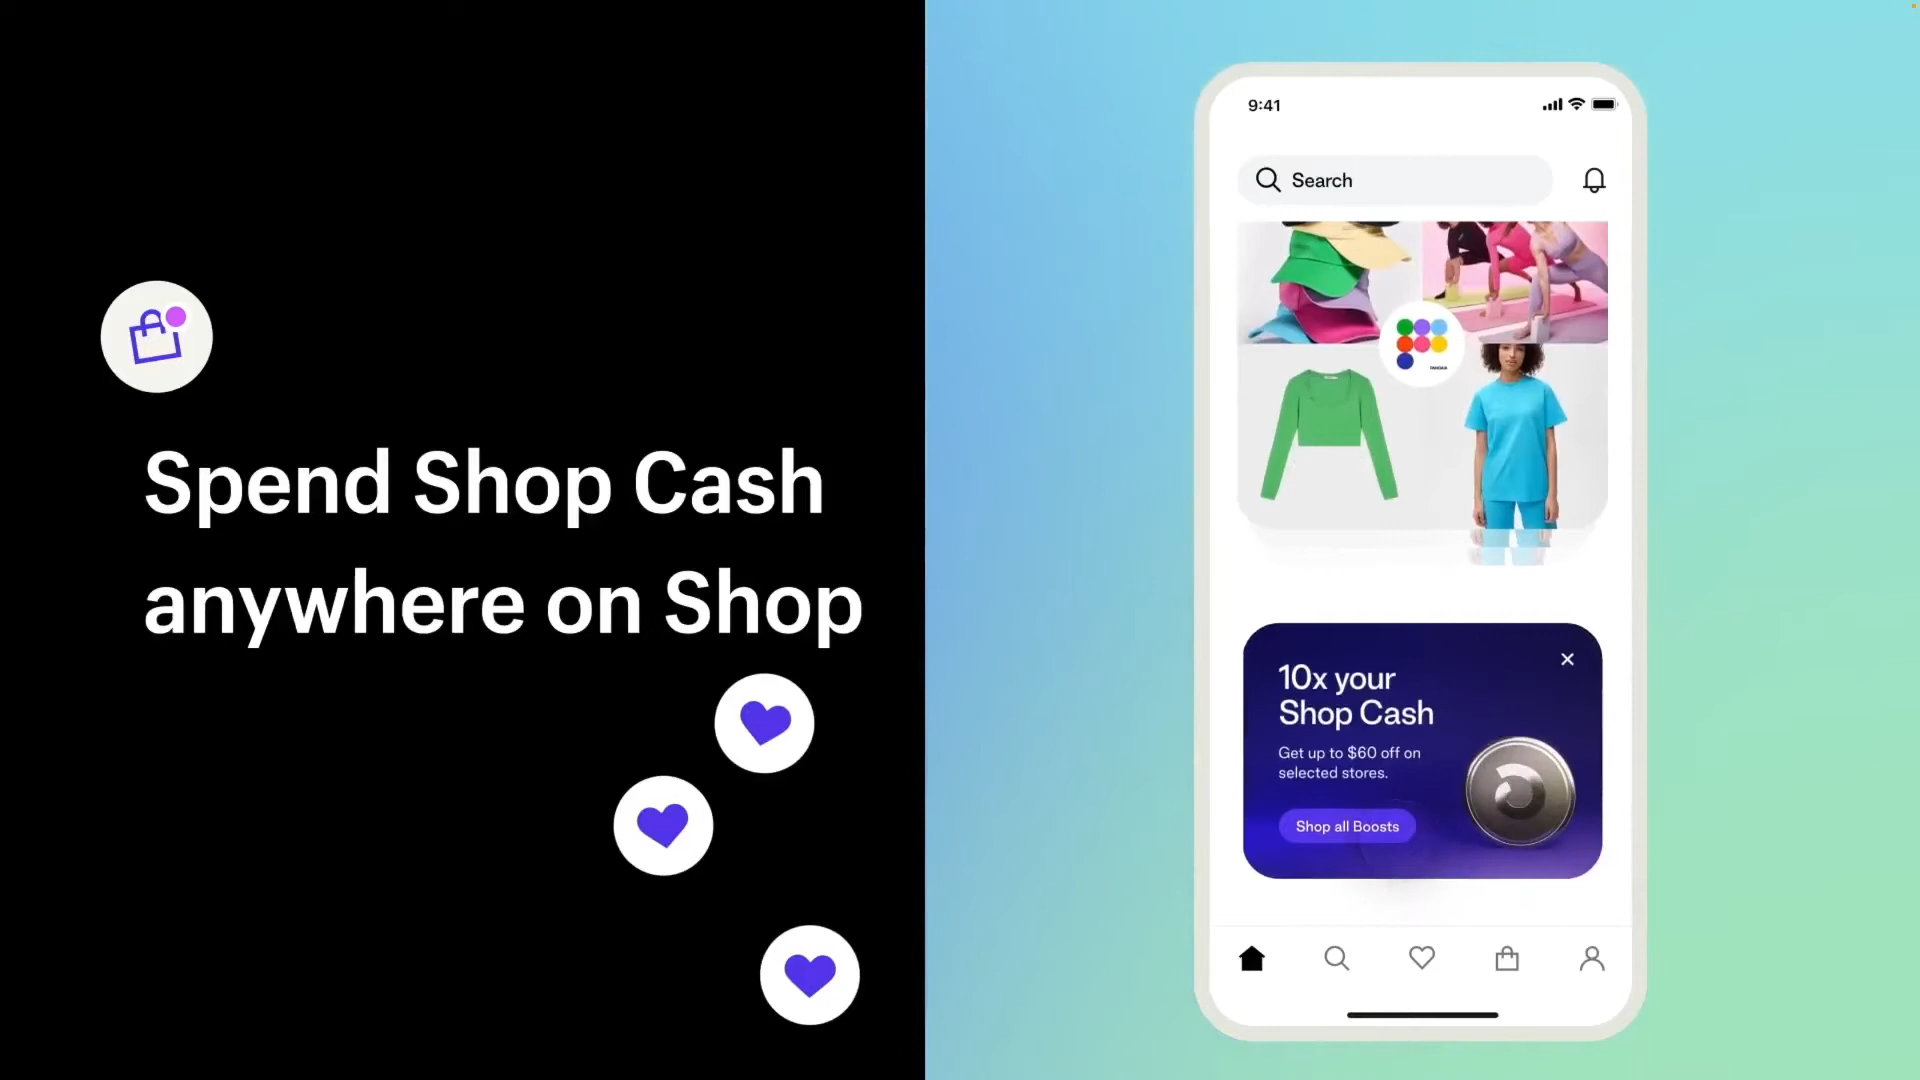 Spend Shop Cash
anywhere on Shop
9:41
Search
10x your
Shop Cash
Get up to $60 off on
selected stores.
Shop all Boosts